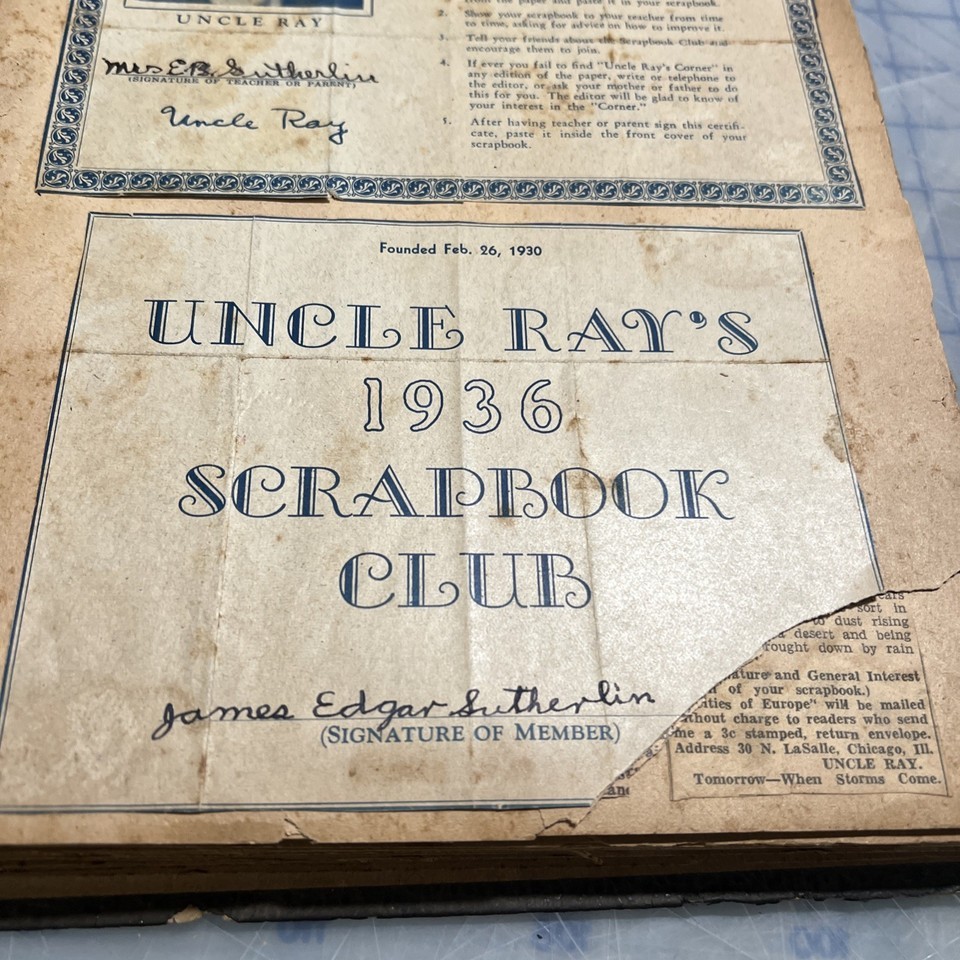 UNCLE RAY
Mrs E.B. Sutherlin
(SIGNATURE OF TEACHER OR PARENT)
Uncle Ray
from the paper and paste it in your scrapbook.
2. Show your scrapbook to your teacher from time
to time, asking for advice on how to improve it.
3. Tell your friends about the Scrapbook Club and
encourage them to join.
4. If ever you fail to find "Uncle Ray's Corner" in
any edition of the paper, write or telephone to
the editor, or ask your mother or father to do
this for you. The editor will be glad to know of
your interest in the "Corner."
5. After having teacher or parent sign this certifi-
cate, paste it inside the front cover of your
scrapbook.
Founded Feb. 26, 1930
UNCLE RAY'S
1936
SCRAPBOOK
CLUB
James Edgar Sutherlin
(SIGNATURE OF MEMBER)
sort in
dust rising
desert and being
rought down by rain
ature and General Interest
of your scrapbook.)
ities of Europe" will be mailed
thout charge to readers who send
me a 3c stamped, return envelope.
Address 30 N. LaSalle, Chicago, Ill.
UNCLE RAY.
Tomorrow—When Storms Come.